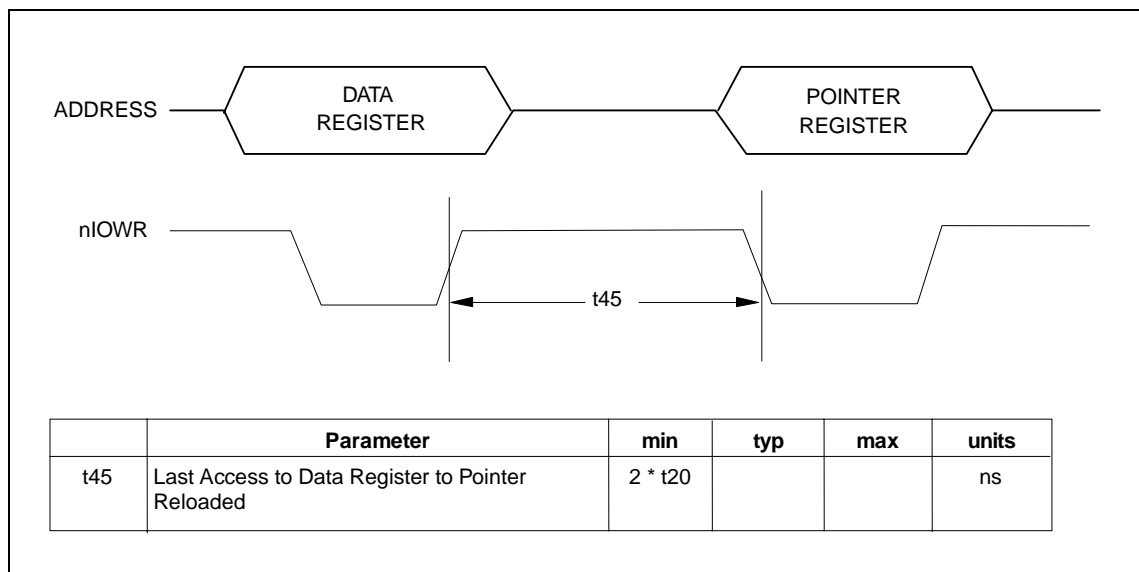 DATA
REGISTER
ADDRESS
POINTER
REGISTER
nIOWR
t45
Parameter min typ max units
t45 Last Access to Data Register to Pointer Reloaded 2 * t20 ns